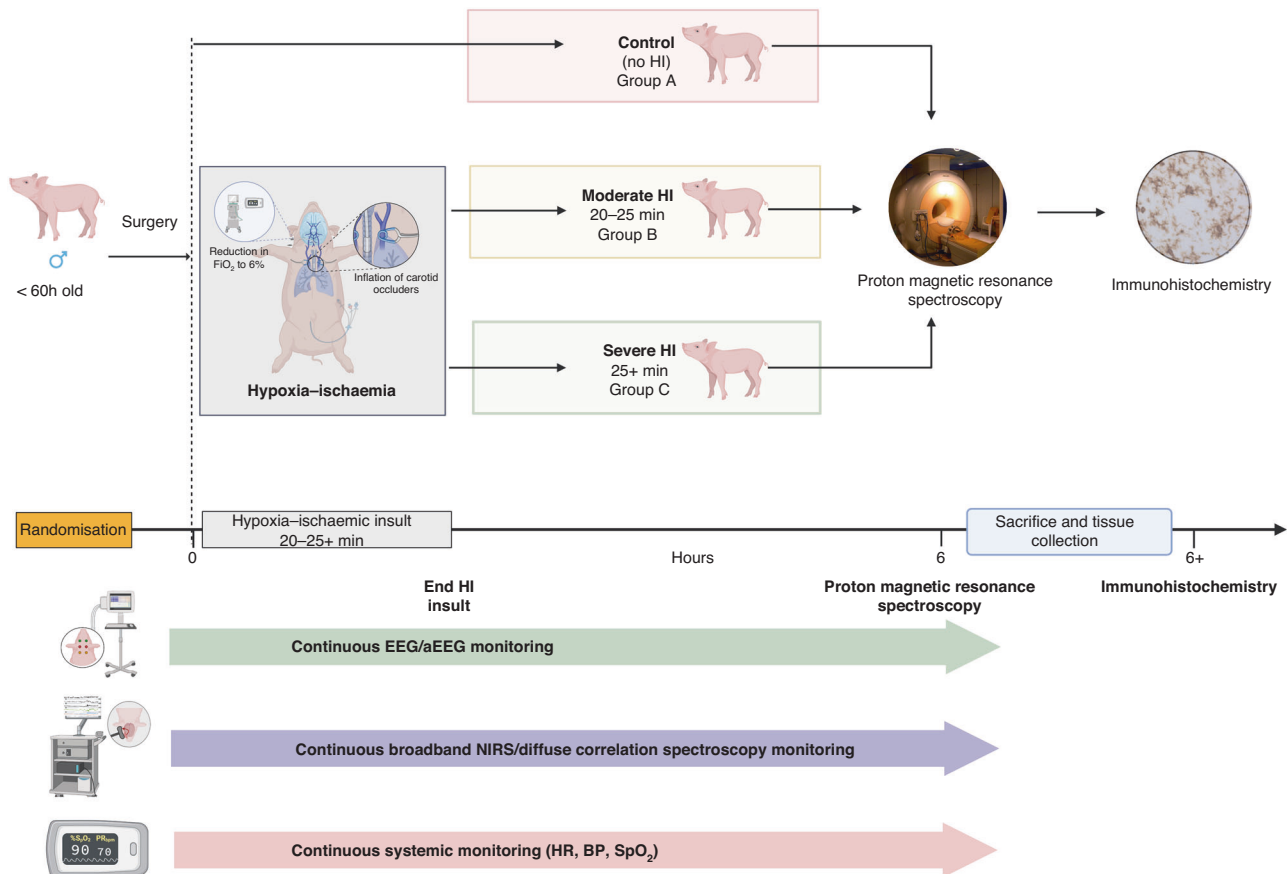 Control
(no HI)
Group A
Surgery
♂
< 60h old
Reduction in
FiO₂ to 6%
Inflation of carotid
occluders
Hypoxia–ischaemia
Moderate HI
20–25 min
Group B
Severe HI
25+ min
Group C
Proton magnetic resonance
spectroscopy
Immunohistochemistry
Randomisation
Hypoxia–ischaemic insult
20–25+ min
Sacrifice and tissue
collection
0
Hours
6
6+
End HI
insult
Proton magnetic resonance
spectroscopy
Immunohistochemistry
Continuous EEG/aEEG monitoring
Continuous broadband NIRS/diffuse correlation spectroscopy monitoring
%SpO₂ PRbpm
90 70
Continuous systemic monitoring (HR, BP, SpO₂)